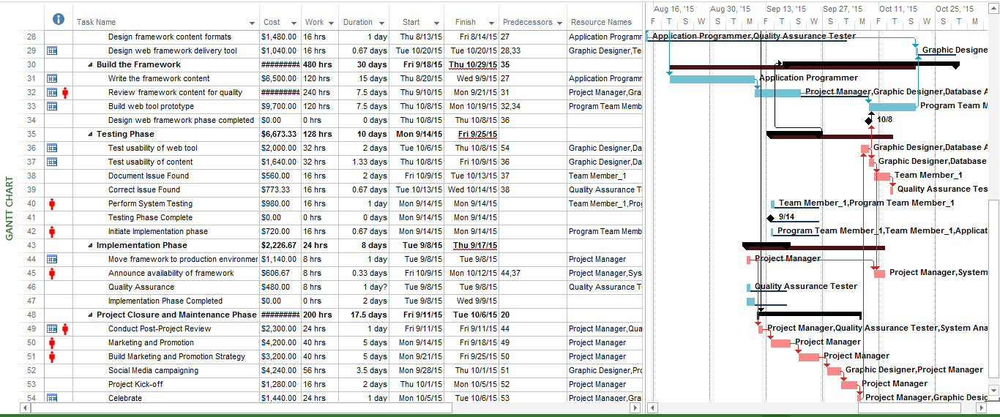 Task Name Cost Work Duration Start Finish Predecessors Resource Names
Aug 16, '15 Aug 30, '15 Sep 13, '15 Sep 27, '15 Oct 11, '15 Oct 25, '15
F T S W S T M F T S W S T M F T S W
28 Design framework content formats $1,480.00 16 hrs 1 day Thu 8/13/15 Fri 8/14/15 27 Application Programm
Application Programmer,Quality Assurance Tester
29 Design web framework delivery tool $1,040.00 16 hrs 0.67 days Tue 10/20/15 Tue 10/20/15 28,33 Graphic Designer,Te
Graphic Designe
30 Build the Framework ######### 480 hrs 30 days Fri 9/18/15 Thu 10/29/15 35
31 Write the framework content $6,500.00 120 hrs 15 days Thu 8/20/15 Wed 9/9/15 27 Application Programm
Application Programmer
32 Review framework content for quality ######### 240 hrs 7.5 days Thu 9/10/15 Mon 9/21/15 31 Project Manager,Gra
Project Manager,Graphic Designer,Database A
33 Build web tool prototype $9,700.00 120 hrs 7.5 days Thu 10/8/15 Mon 10/19/15 32,34 Program Team Memb
Program Team M
34 Design web framework phase completed $0.00 0 hrs 0 days Thu 10/8/15 Thu 10/8/15 36
10/8
35 Testing Phase $6,673.33 128 hrs 10 days Mon 9/14/15 Fri 9/25/15
36 Test usability of web tool $2,000.00 32 hrs 2 days Tue 10/6/15 Thu 10/8/15 54 Graphic Designer,Da
Graphic Designer,Database A
37 Test usability of content $1,640.00 32 hrs 1.33 days Thu 10/8/15 Fri 10/9/15 36 Graphic Designer,Da
Graphic Designer,Database
38 Document Issue Found $560.00 16 hrs 2 days Fri 10/9/15 Tue 10/13/15 37 Team Member_1
Team Member_1
39 Correct Issue Found $773.33 16 hrs 0.67 days Tue 10/13/15 Wed 10/14/15 38 Quality Assurance T
Quality Assurance Tes
40 Perform System Testing $980.00 16 hrs 1 day Mon 9/14/15 Mon 9/14/15 Team Member_1,Prog
Team Member_1,Program Team Member_1
41 Testing Phase Complete $0.00 0 hrs 0 days Mon 9/14/15 Mon 9/14/15
9/14
42 Initiate Implementation phase $720.00 16 hrs 0.67 days Mon 9/14/15 Mon 9/14/15 Program Team Memb
Program Team Member_1,Team Member_1,Applicat
43 Implementation Phase $2,226.67 24 hrs 8 days Tue 9/8/15 Thu 9/17/15
44 Move framework to production environmer $1,140.00 8 hrs 1 day Tue 9/8/15 Tue 9/8/15 Project Manager
Project Manager
45 Announce availability of framework $606.67 8 hrs 0.33 days Fri 10/9/15 Mon 10/12/15 44,37 Project Manager,Sys
Project Manager,System
46 Quality Assurance $480.00 8 hrs 1 day? Tue 9/8/15 Tue 9/8/15 Quality Assurance T
Quality Assurance Tester
47 Implementation Phase Completed $0.00 0 hrs 2 days Tue 9/8/15 Wed 9/9/15
48 Project Closure and Maintenance Phase ######### 200 hrs 17.5 days Fri 9/11/15 Tue 10/6/15 20
49 Conduct Post-Project Review $2,300.00 24 hrs 1 day Fri 9/11/15 Fri 9/11/15 44 Project Manager,Qua
Project Manager,Quality Assurance Tester,System Ana
50 Marketing and Promotion $4,200.00 40 hrs 5 days Mon 9/14/15 Fri 9/18/15 49 Project Manager
Project Manager
51 Build Marketing and Promotion Strategy $3,200.00 40 hrs 5 days Mon 9/21/15 Fri 9/25/15 50 Project Manager
Project Manager
52 Social Media campaigning $4,240.00 56 hrs 3.5 days Mon 9/28/15 Thu 10/1/15 51 Graphic Designer,Pro
Graphic Designer,Project Manager
53 Project Kick-off $1,280.00 16 hrs 2 days Thu 10/1/15 Mon 10/5/15 52 Project Manager
Project Manager
54 Celebrate $1,440.00 24 hrs 1 day Mon 10/5/15 Tue 10/6/15 53 Project Manager,Gra
Project Manager,Graphic Desig
GANTT CHART